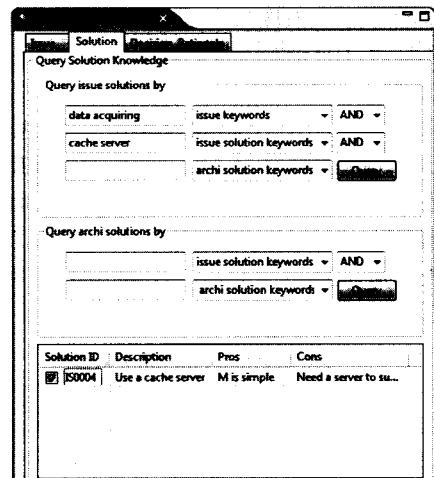 Solution
Query Solution Knowledge
Query issue solutions by
data acquiring issue keywords AND
cache server issue solution keywords AND
archi solution keywords Query
Query archi solutions by
issue solution keywords AND
archi solution keywords Query
Solution ID Description Pros Cons
IS0004 Use a cache server M is simple Need a server to su...